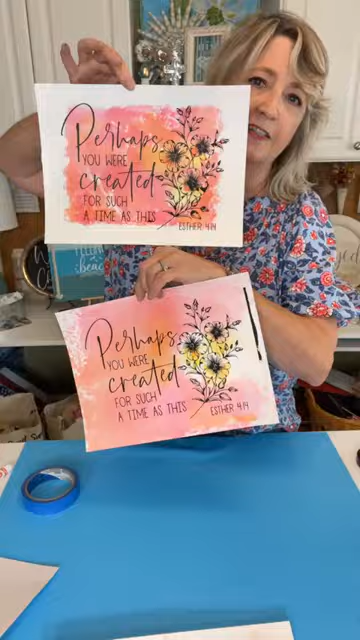 Perhaps
YOU WERE
created
FOR SUCH
A TIME AS THIS
ESTHER 4:14
Perhaps
YOU WERE
created
FOR SUCH
A TIME AS THIS
ESTHER 4:14